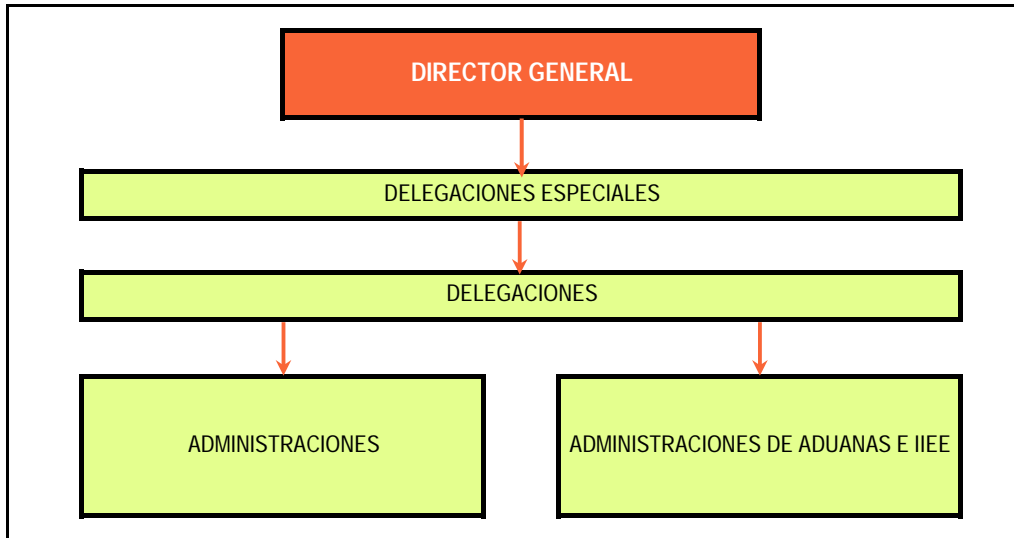 DIRECTOR GENERAL
DELEGACIONES ESPECIALES
DELEGACIONES
ADMINISTRACIONES
ADMINISTRACIONES DE ADUANAS E IIEE